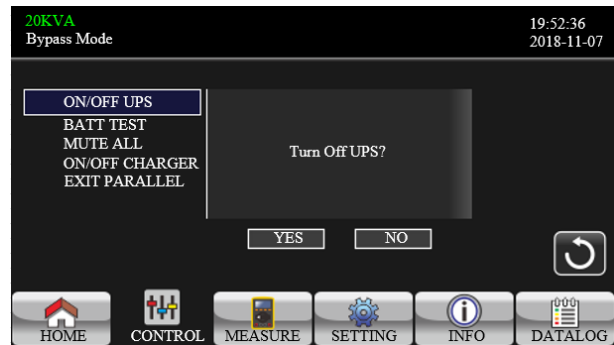 20KVA
Bypass Mode
19:52:36
2018-11-07
ON/OFF UPS
BATT TEST
MUTE ALL
ON/OFF CHARGER
EXIT PARALLEL
Turn Off UPS?
YES NO
HOME CONTROL MEASURE SETTING INFO DATALOG